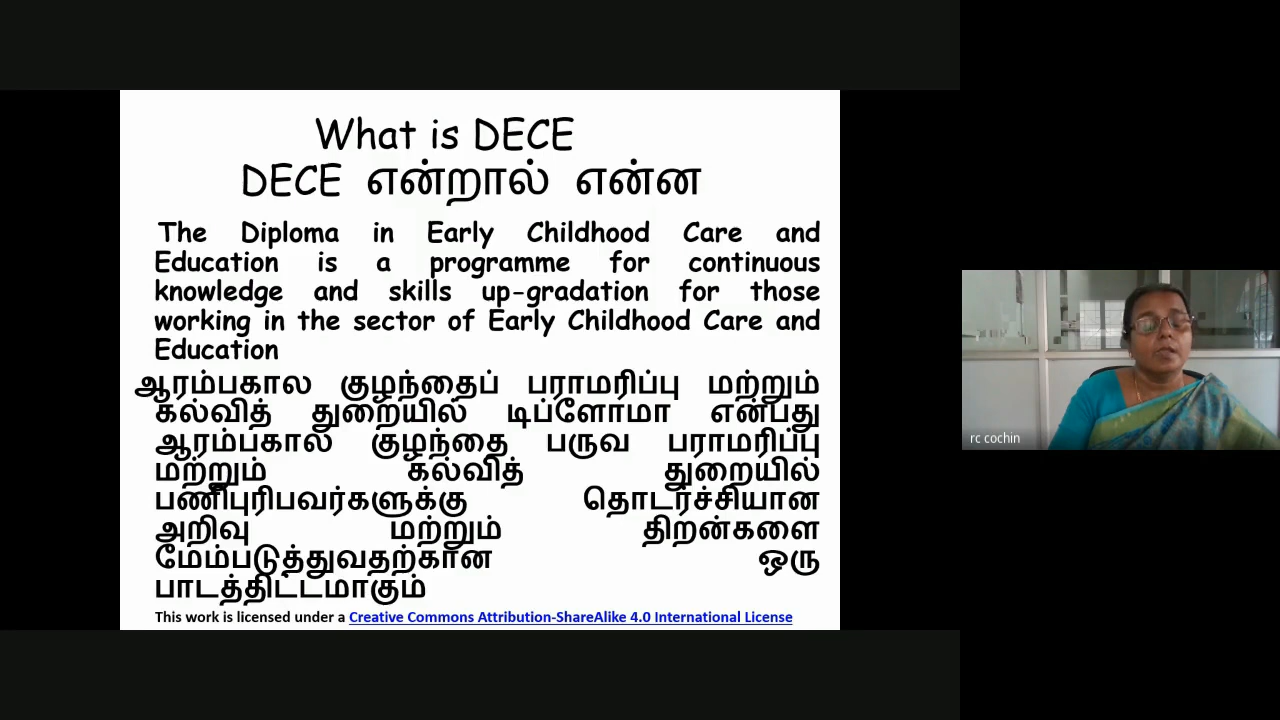 What is DECE
DECE என்றால் என்ன
The Diploma in Early Childhood Care and
Education is a programme for continuous
knowledge and skills up-gradation for those
working in the sector of Early Childhood Care and
Education
ஆரம்பகால குழந்தைப் பராமரிப்பு மற்றும்
கல்வித் துறையில் டிப்ளோமா என்பது
ஆரம்பகால குழந்தை பருவ பராமரிப்பு
மற்றும் கல்வித் துறையில்
பணிபுரிபவர்களுக்கு தொடர்ச்சியான
அறிவு மற்றும் திறன்களை
மேம்படுத்துவதற்கான ஒரு
பாடத்திட்டமாகும்
This work is licensed under a Creative Commons Attribution-ShareAlike 4.0 International License
rc cochin